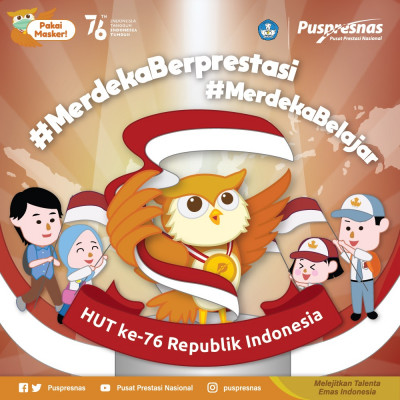 Pakai
Masker!
76 TH
INDONESIA
TANGGUH
INDONESIA
TUMBUH
Puspresnas
Pusat Prestasi Nasional
#MerdekaBerprestasi
#MerdekaBelajar
HUT ke-76 Republik Indonesia
Puspresnas
Pusat Prestasi Nasional
puspresnas
Melejitkan Talenta
Emas Indonesia